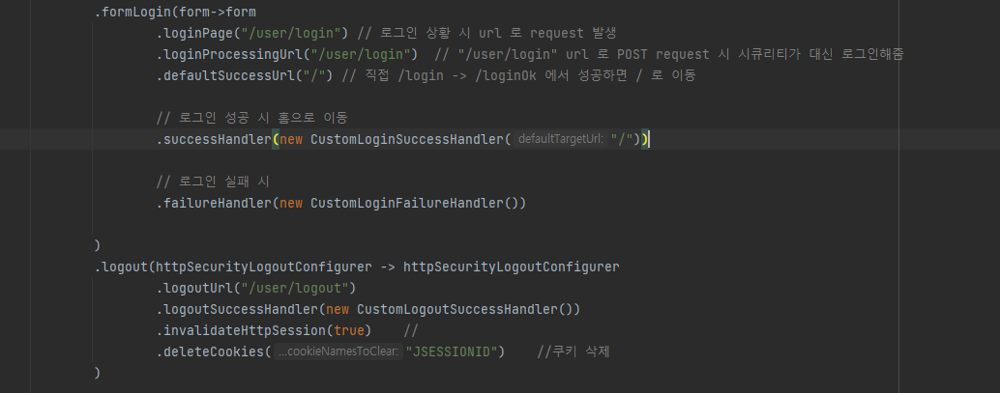 .formLogin(form->form
.loginPage("/user/login") // 로그인 상황 시 url 로 request 발생
.loginProcessingUrl("/user/login") // "/user/login" url 로 POST request 시 시큐리티가 대신 로그인해줌
.defaultSuccessUrl("/") // 직접 /login -> /loginOk 에서 성공하면 / 로 이동
// 로그인 성공 시 홈으로 이동
.successHandler(new CustomLoginSuccessHandler( defaultTargetUrl: "/"))
// 로그인 실패 시
.failureHandler(new CustomLoginFailureHandler())
)
.logout(httpSecurityLogoutConfigurer -> httpSecurityLogoutConfigurer
.logoutUrl("/user/logout")
.logoutSuccessHandler(new CustomLogoutSuccessHandler())
.invalidateHttpSession(true) //
.deleteCookies( ...cookieNamesToClear: "JSESSIONID") //쿠키 삭제
)